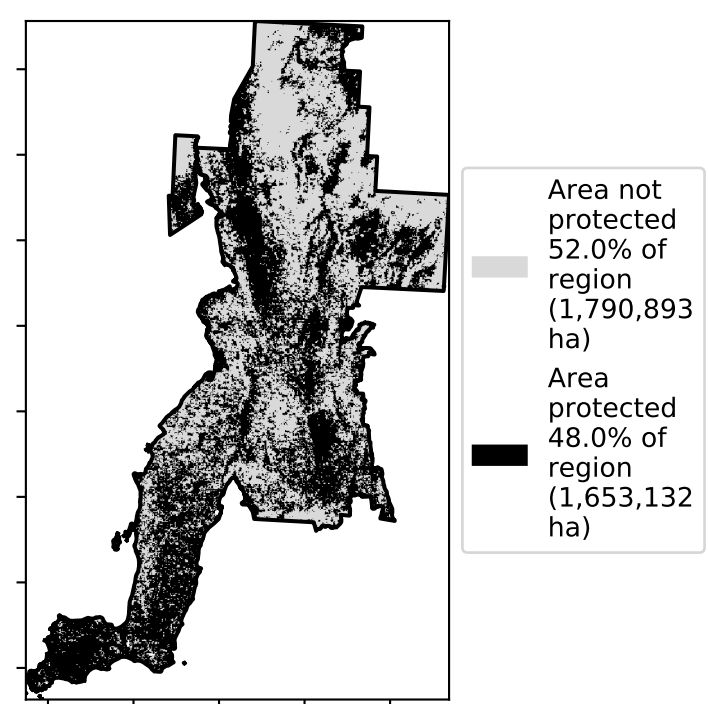 Area not
protected
52.0% of
region
(1,790,893
ha)
Area
protected
48.0% of
region
(1,653,132
ha)